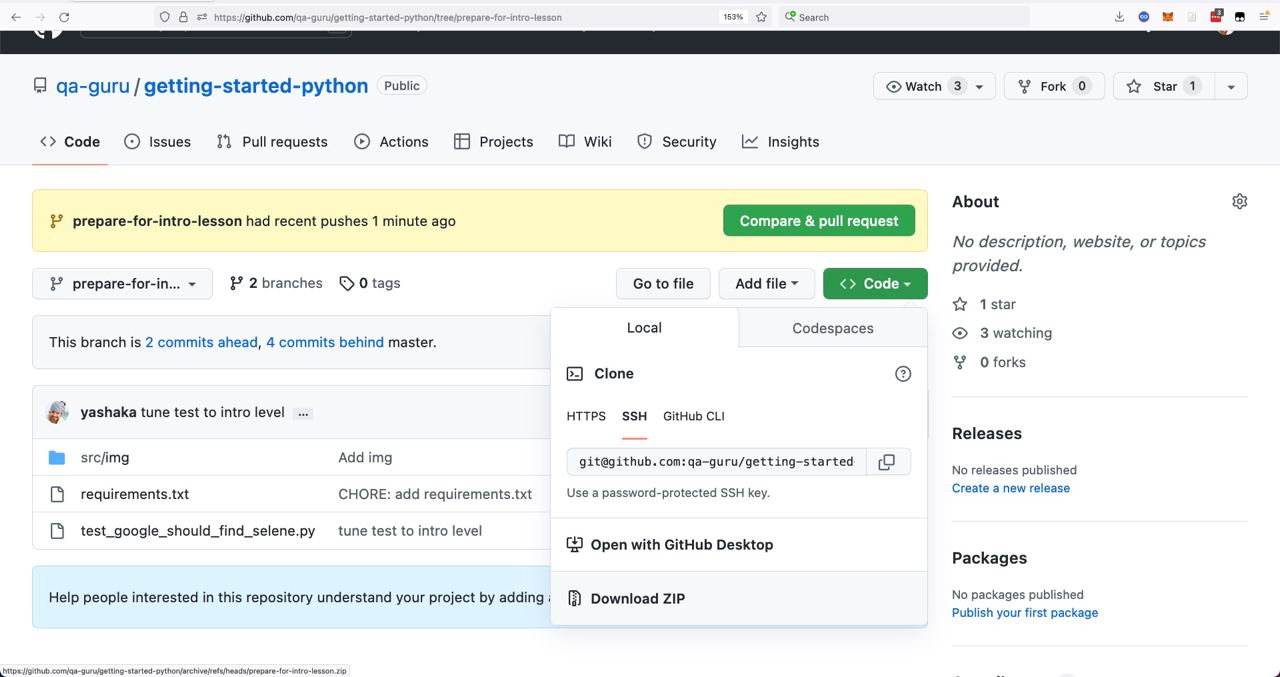 https://github.com/qa-guru/getting-started-python/tree/prepare-for-intro-lesson
153%
Search
3
qa-guru / getting-started-python
Public
Watch 3
Fork 0
Star 1
Code
Issues
Pull requests
Actions
Projects
Wiki
Security
Insights
prepare-for-intro-lesson had recent pushes 1 minute ago
Compare & pull request
About
No description, website, or topics
provided.
prepare-for-in...
2 branches
0 tags
Go to file
Add file
Code
Local
Codespaces
1 star
3 watching
0 forks
This branch is 2 commits ahead, 4 commits behind master.
Clone
HTTPS
SSH
GitHub CLI
yashaka tune test to intro level ...
git@github.com:qa-guru/getting-started
Use a password-protected SSH key.
src/img
Add img
requirements.txt
CHORE: add requirements.txt
test_google_should_find_selene.py
tune test to intro level
Open with GitHub Desktop
Download ZIP
Help people interested in this repository understand your project by adding
Releases
No releases published
Create a new release
Packages
No packages published
Publish your first package
https://github.com/qa-guru/getting-started-python/archive/refs/heads/prepare-for-intro-lesson.zip